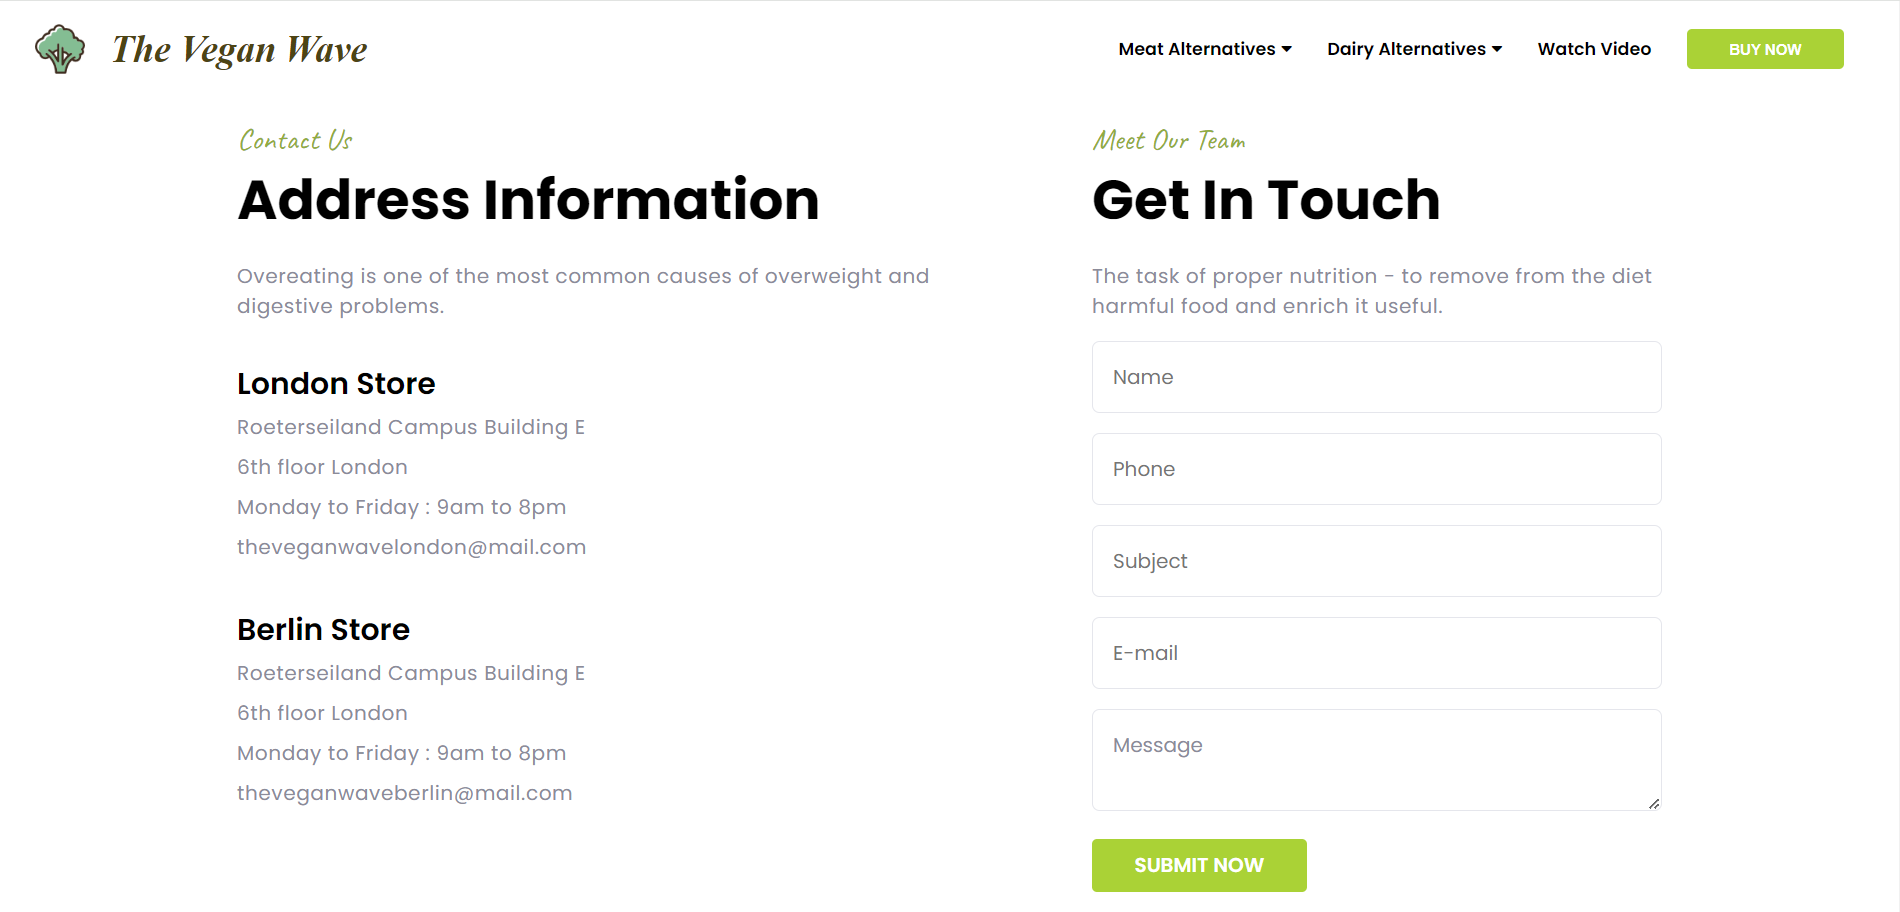 The Vegan Wave
Meat Alternatives
Dairy Alternatives
Watch Video
BUY NOW
Contact Us
Address Information
Overeating is one of the most common causes of overweight and
digestive problems.
London Store
Roeterseiland Campus Building E
6th floor London
Monday to Friday : 9am to 8pm
theveganwavelondon@mail.com
Berlin Store
Roeterseiland Campus Building E
6th floor London
Monday to Friday : 9am to 8pm
theveganwaveberlin@mail.com
Meet Our Team
Get In Touch
The task of proper nutrition - to remove from the diet
harmful food and enrich it useful.
Name
Phone
Subject
E-mail
Message
SUBMIT NOW